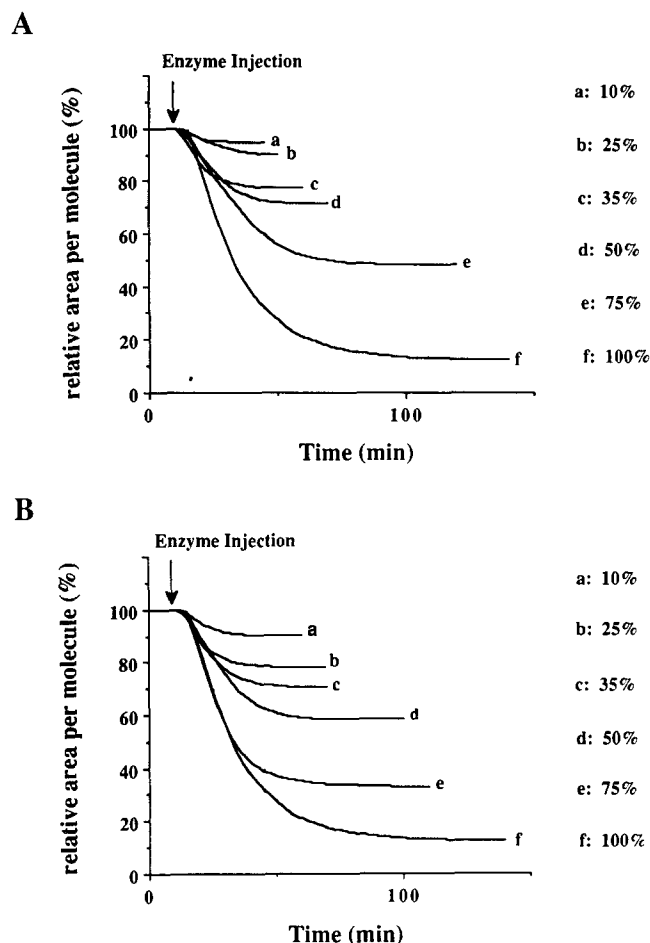 A
Enzyme Injection
relative area per molecule (%)
100
80
60
40
20
0
a
b
c
d
e
f
0
100
Time (min)
a: 10%
b: 25%
c: 35%
d: 50%
e: 75%
f: 100%
B
Enzyme Injection
relative area per molecule (%)
100
80
60
40
20
0
a
b
c
d
e
f
0
100
Time (min)
a: 10%
b: 25%
c: 35%
d: 50%
e: 75%
f: 100%